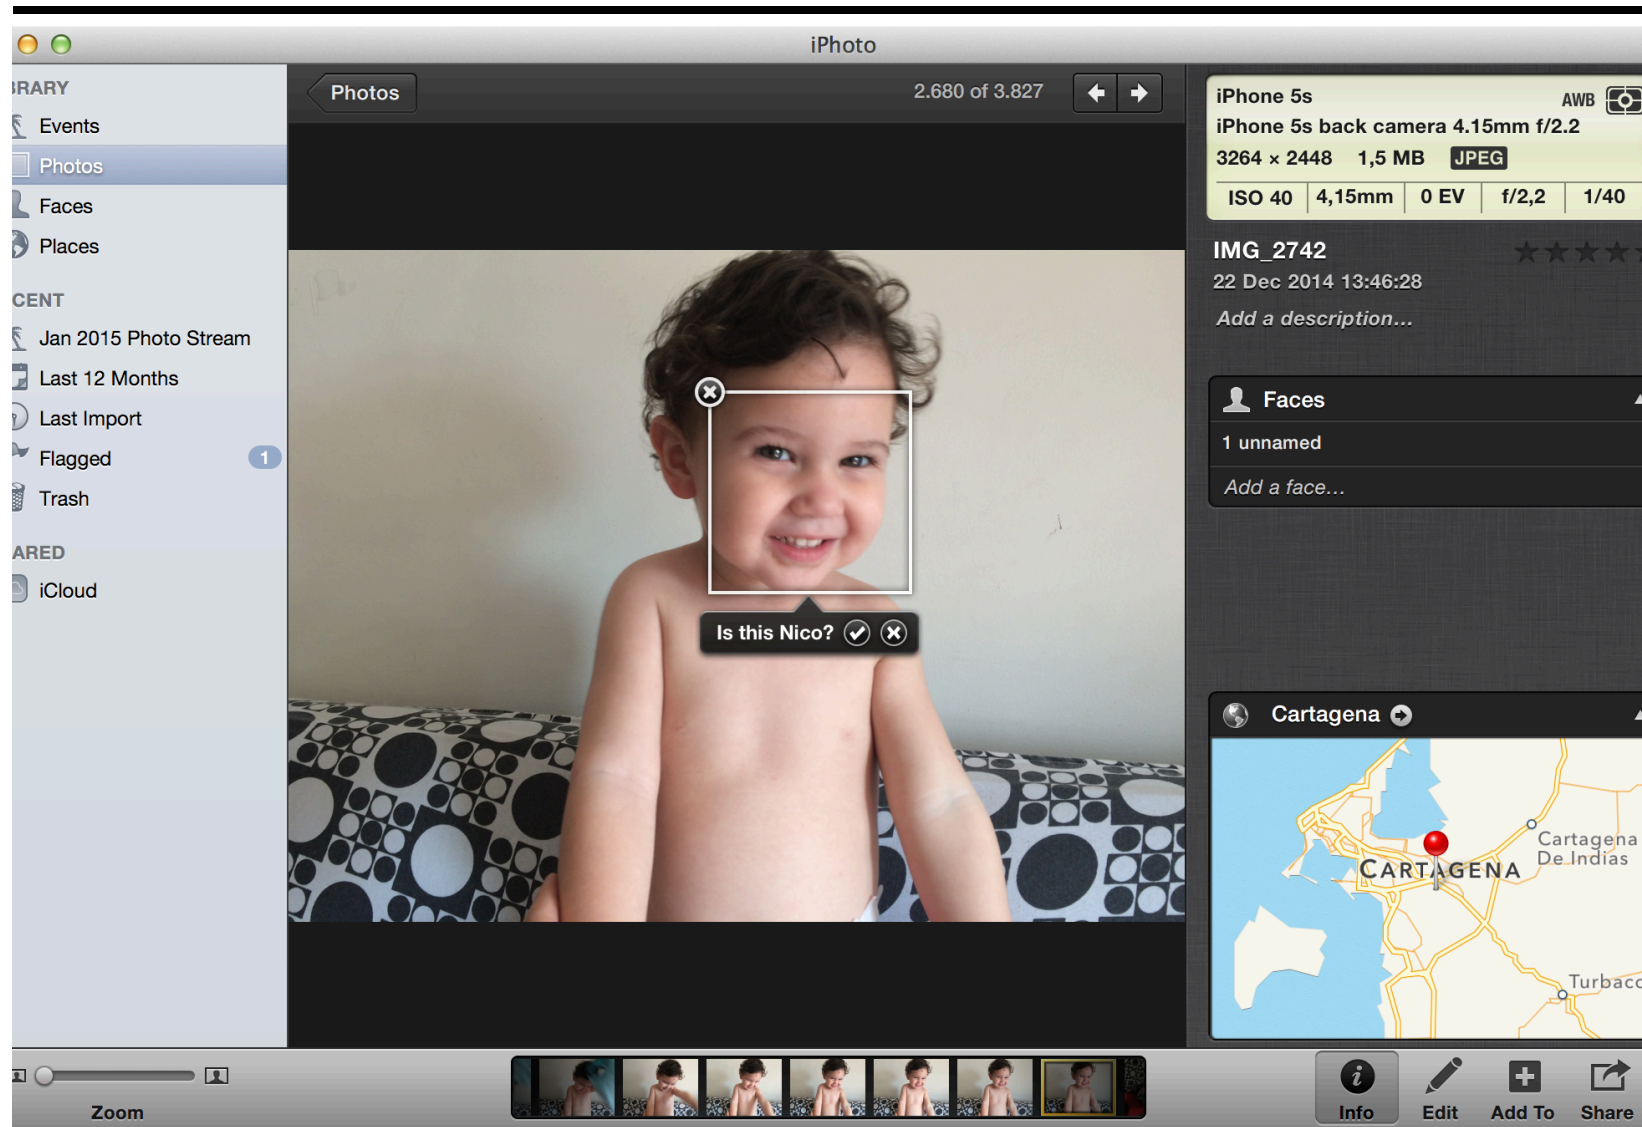 iPhoto
BRARY
Events
Photos
Faces
Places
CENT
Jan 2015 Photo Stream
Last 12 Months
Last Import
Flagged 1
Trash
ARED
iCloud
Photos
2.680 of 3.827
Is this Nico?
iPhone 5s AWB
iPhone 5s back camera 4.15mm f/2.2
3264 × 2448 1,5 MB JPEG
ISO 40 4,15mm 0 EV f/2,2 1/40
IMG_2742
22 Dec 2014 13:46:28
Add a description...
Faces
1 unnamed
Add a face...
Cartagena
Cartagena
De Indias
CARTAGENA
Turbaco
Zoom
Info
Edit
Add To
Share